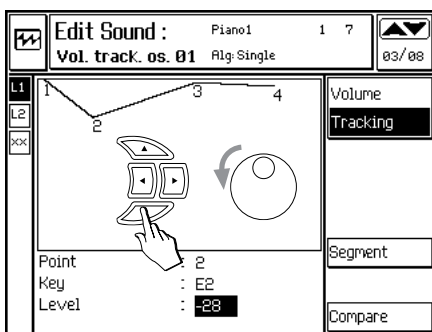 Edit Sound : Piano1 1 7
Vol. track. os. 01 Alg: Single 03/08
L1
L2
xx
1 2 3 4
Volume
Tracking
Segment
Compare
Point : 2
Key : E2
Level : -28